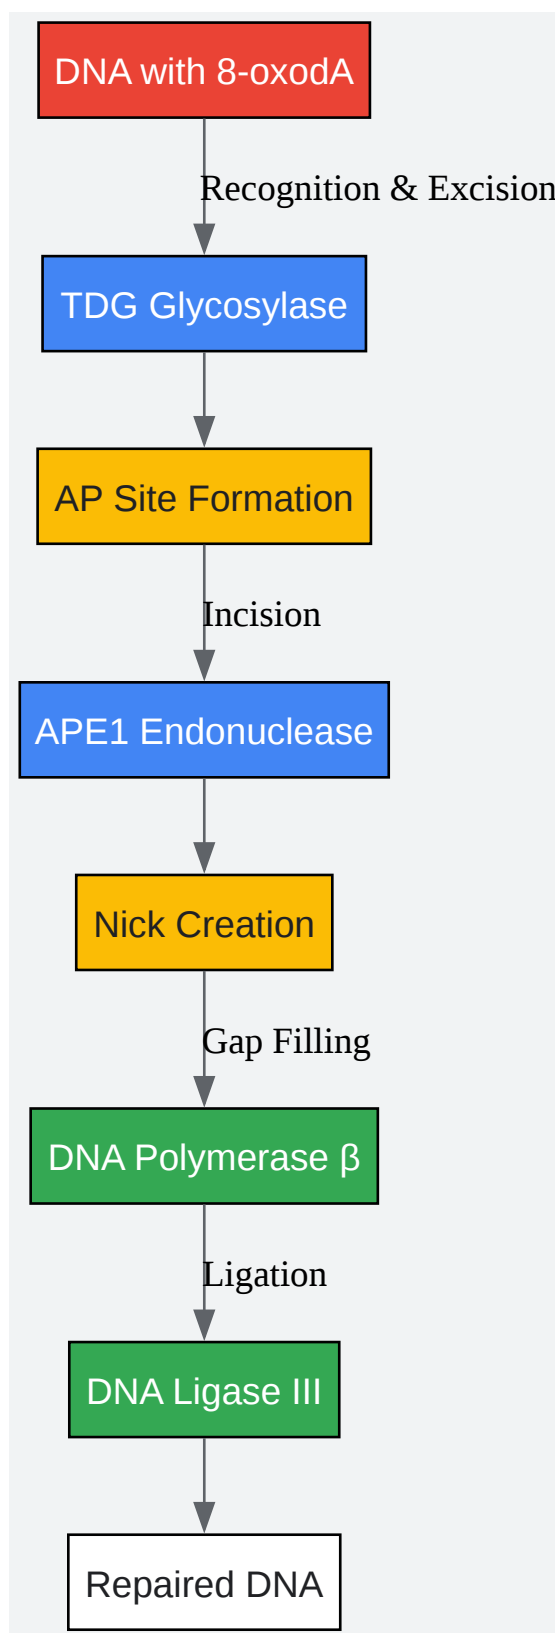 DNA with 8-oxodA
Recognition & Excision
TDG Glycosylase
AP Site Formation
Incision
APE1 Endonuclease
Nick Creation
Gap Filling
DNA Polymerase β
Ligation
DNA Ligase III
Repaired DNA